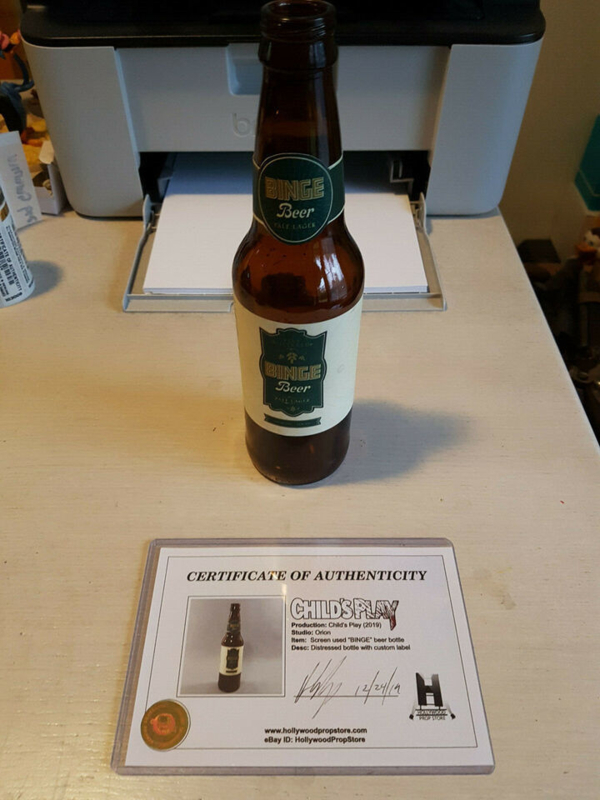 BINGE
Beer
PALE LAGER
BINGE
Beer
PALE LAGER
CERTIFICATE OF AUTHENTICITY
CHILD'S PLAY
Production: Child's Play (2019)
Studio: Orion
Item: Screen used "BINGE" beer bottle
Desc: Distressed bottle with custom label
12/24/19
H
HOLLYWOOD
PROP STORE
www.hollywoodpropstore.com
eBay ID: HollywoodPropStore